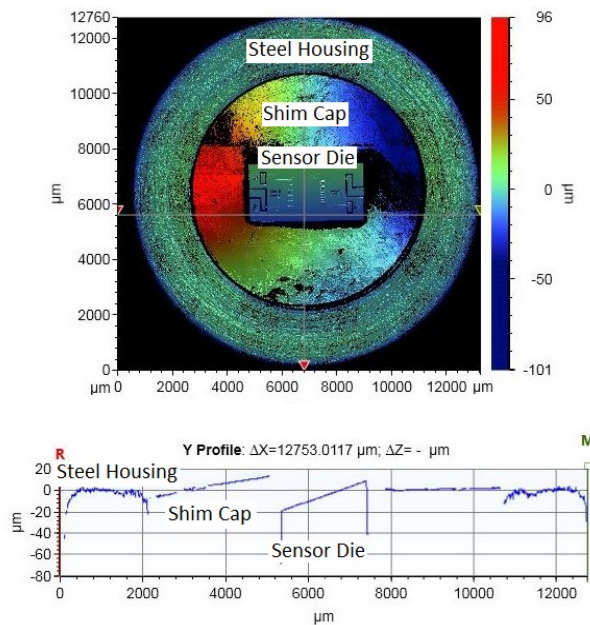 12760
Steel Housing
10000
Shim Cap
8000
Sensor Die
6000
4000
2000
0
µm
µm 0 2000 4000 6000 8000 10000 µm
96
50
0
-50
-101
µm
R
Y Profile: ΔX=12753.0117 µm; ΔZ= - µm
M
20
Steel Housing
0
Shim Cap
-20
-40
Sensor Die
-60
-80
µm
0 2000 4000 6000 8000 10000 12000
µm